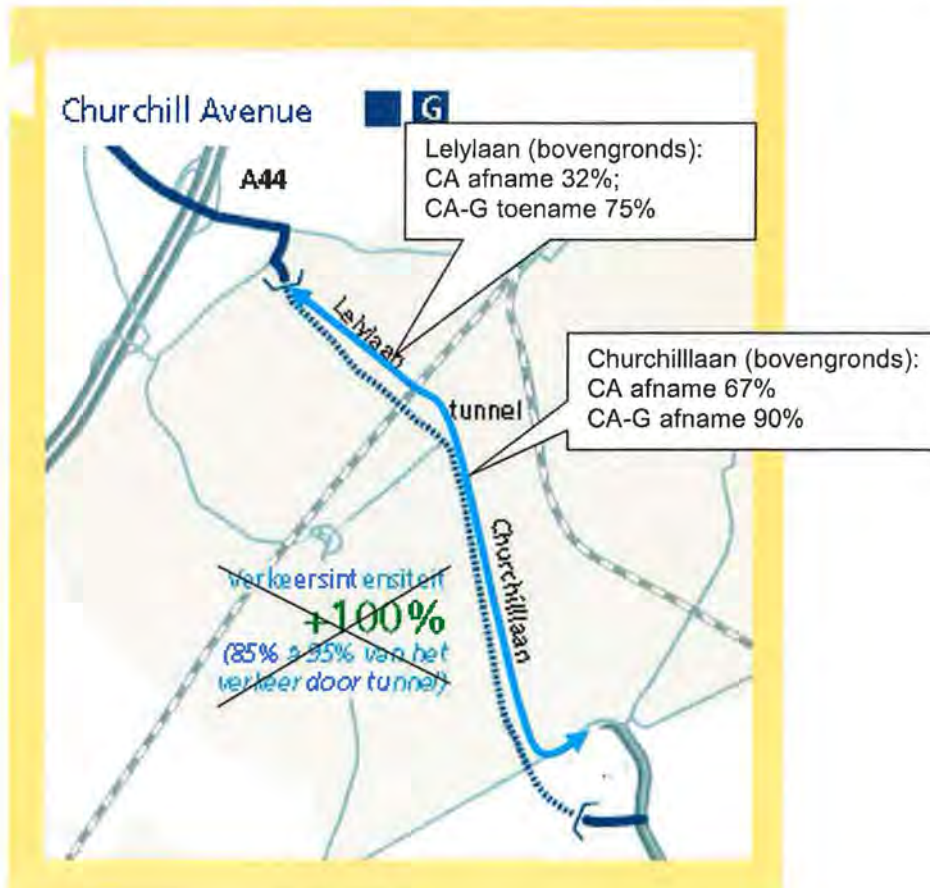 Churchill Avenue G
A44
Lelylaan (bovengronds):
CA afname 32%;
CA-G toename 75%
Lelylaan
tunnel
Churchilllaan (bovengronds):
CA afname 67%
CA-G afname 90%
Churchilllaan
Verkeersintensiteit
+100%
(85% à 95% van het
verkeer door tunnel)